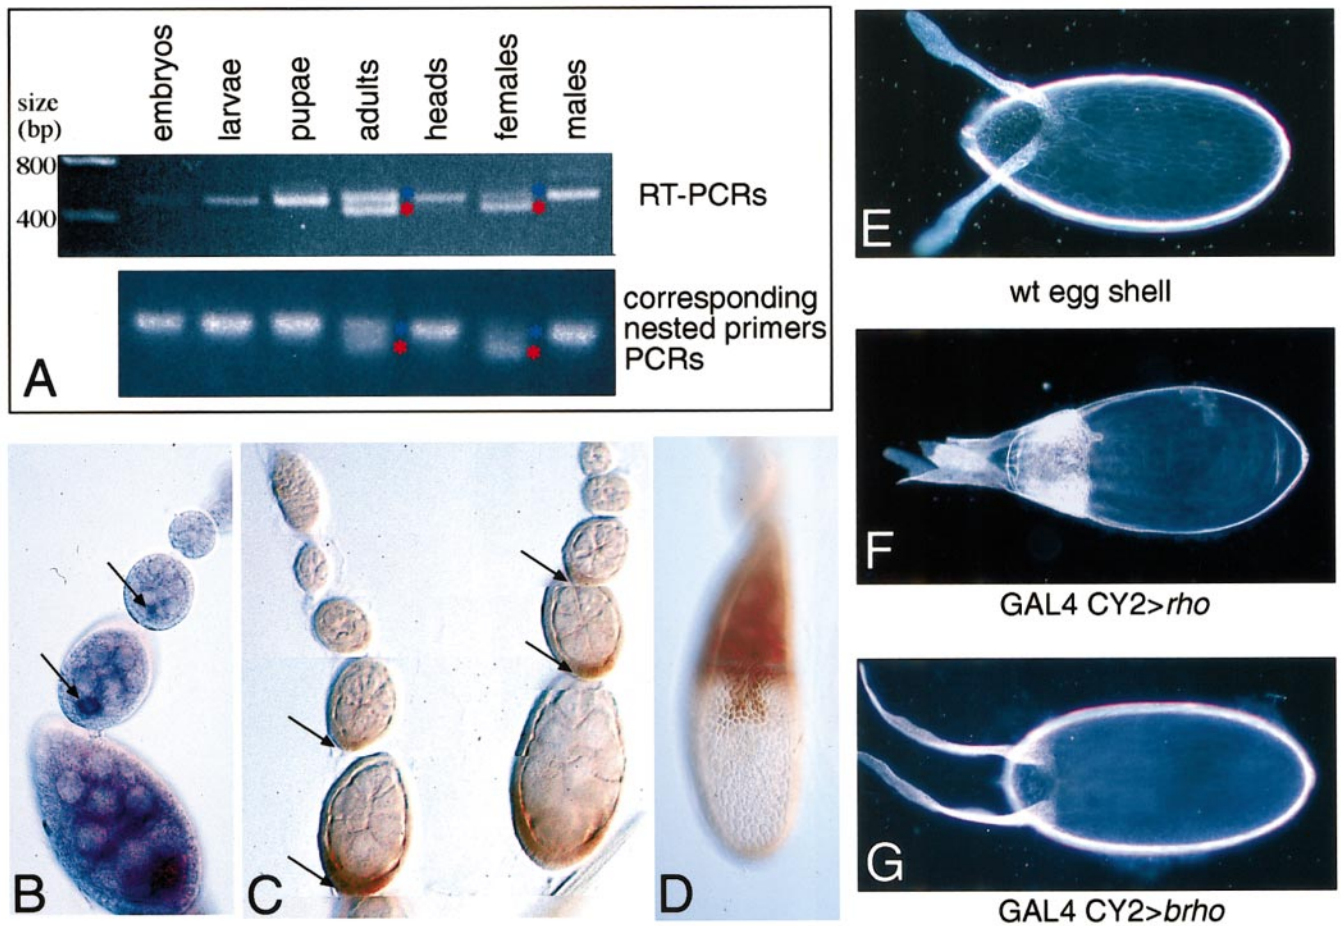 size
(bp)
embryos
larvae
pupae
adults
heads
females
males
800
400
RT-PCRs
corresponding
nested primers
PCRs
A
B
C
D
E
wt egg shell
F
GAL4 CY2>rho
G
GAL4 CY2>brho